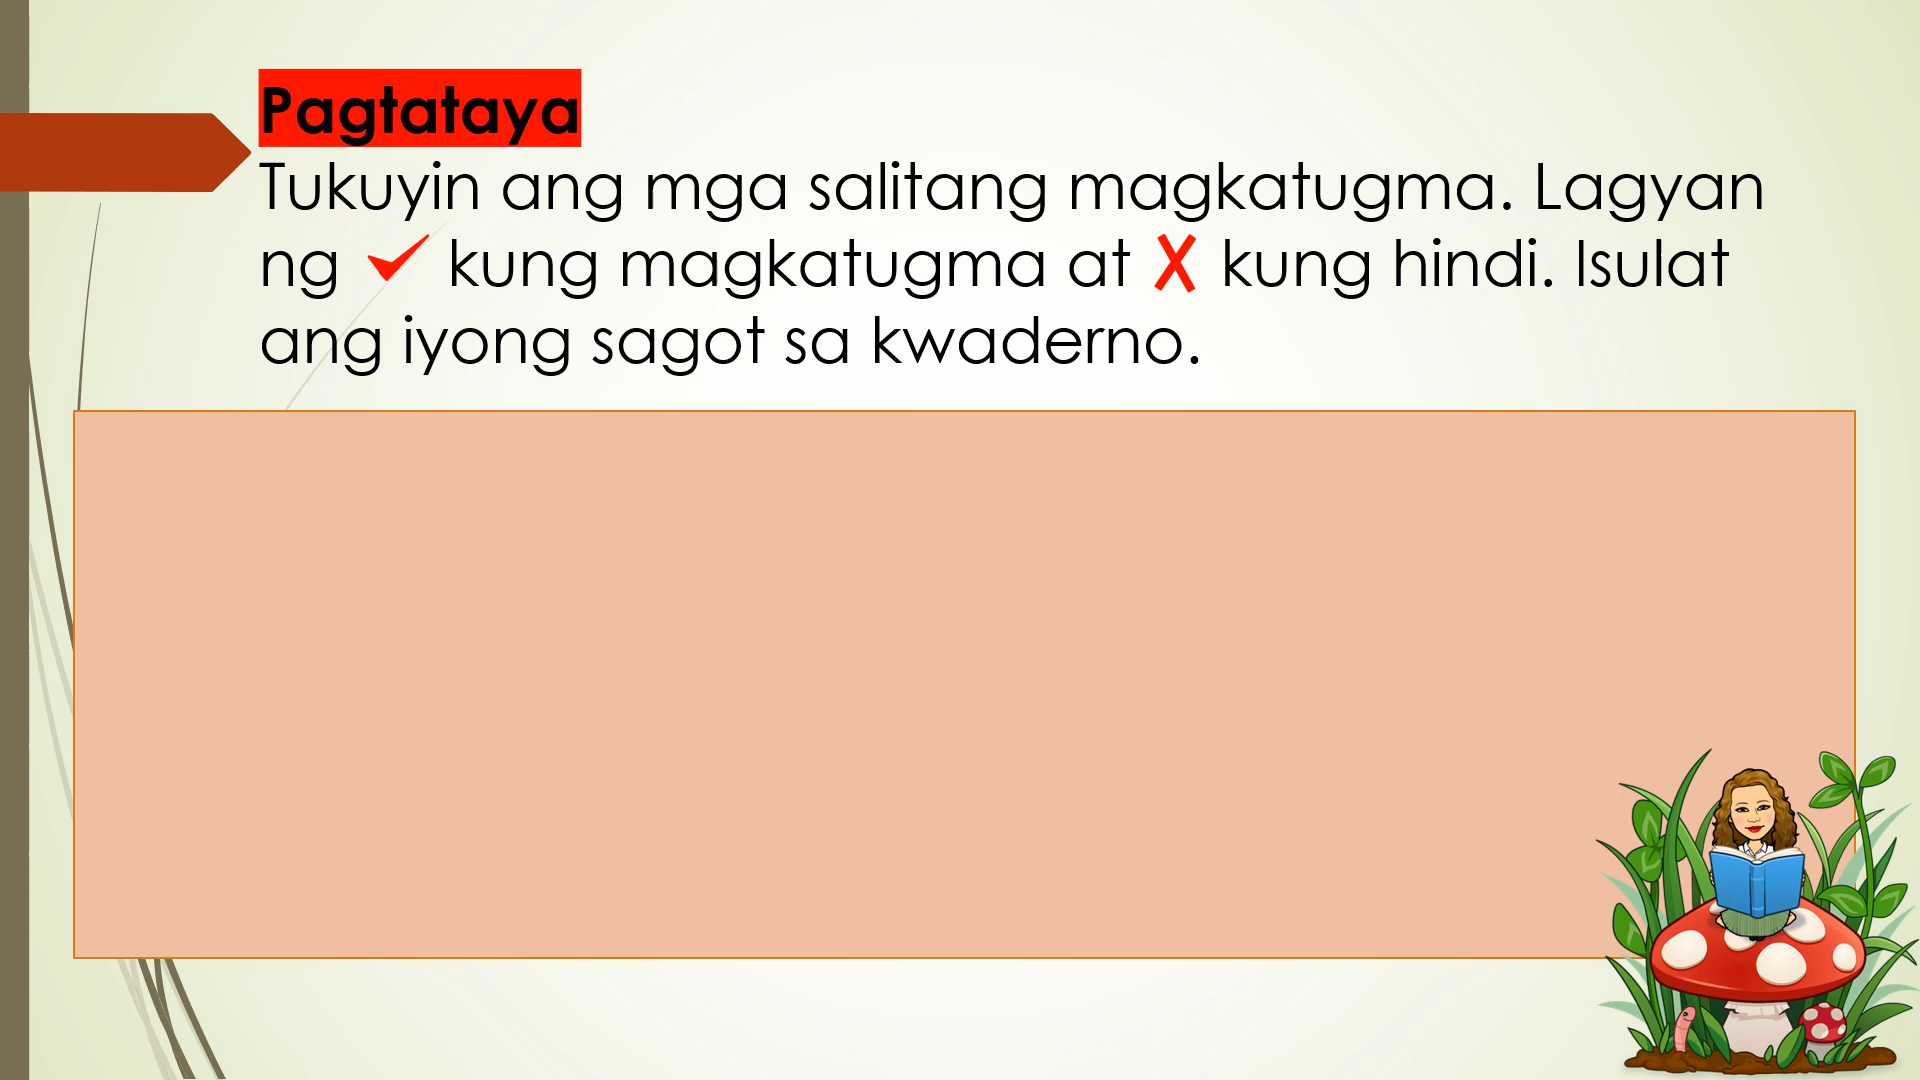 Pagtataya
Tukuyin ang mga salitang magkatugma. Lagyan
ng ✓ kung magkatugma at ✗ kung hindi. Isulat
ang iyong sagot sa kwaderno.